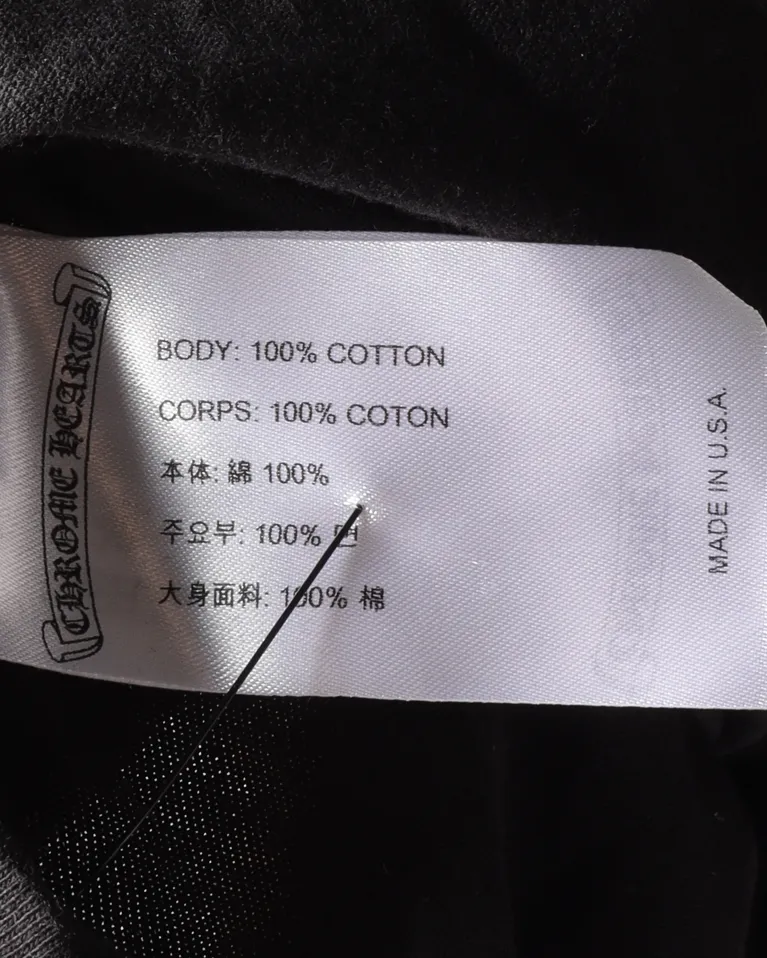 CHROME HEARTS
BODY: 100% COTTON
CORPS: 100% COTON
本体: 綿 100%
주요부: 100% 면
大身面料: 100% 棉
MADE IN U.S.A.